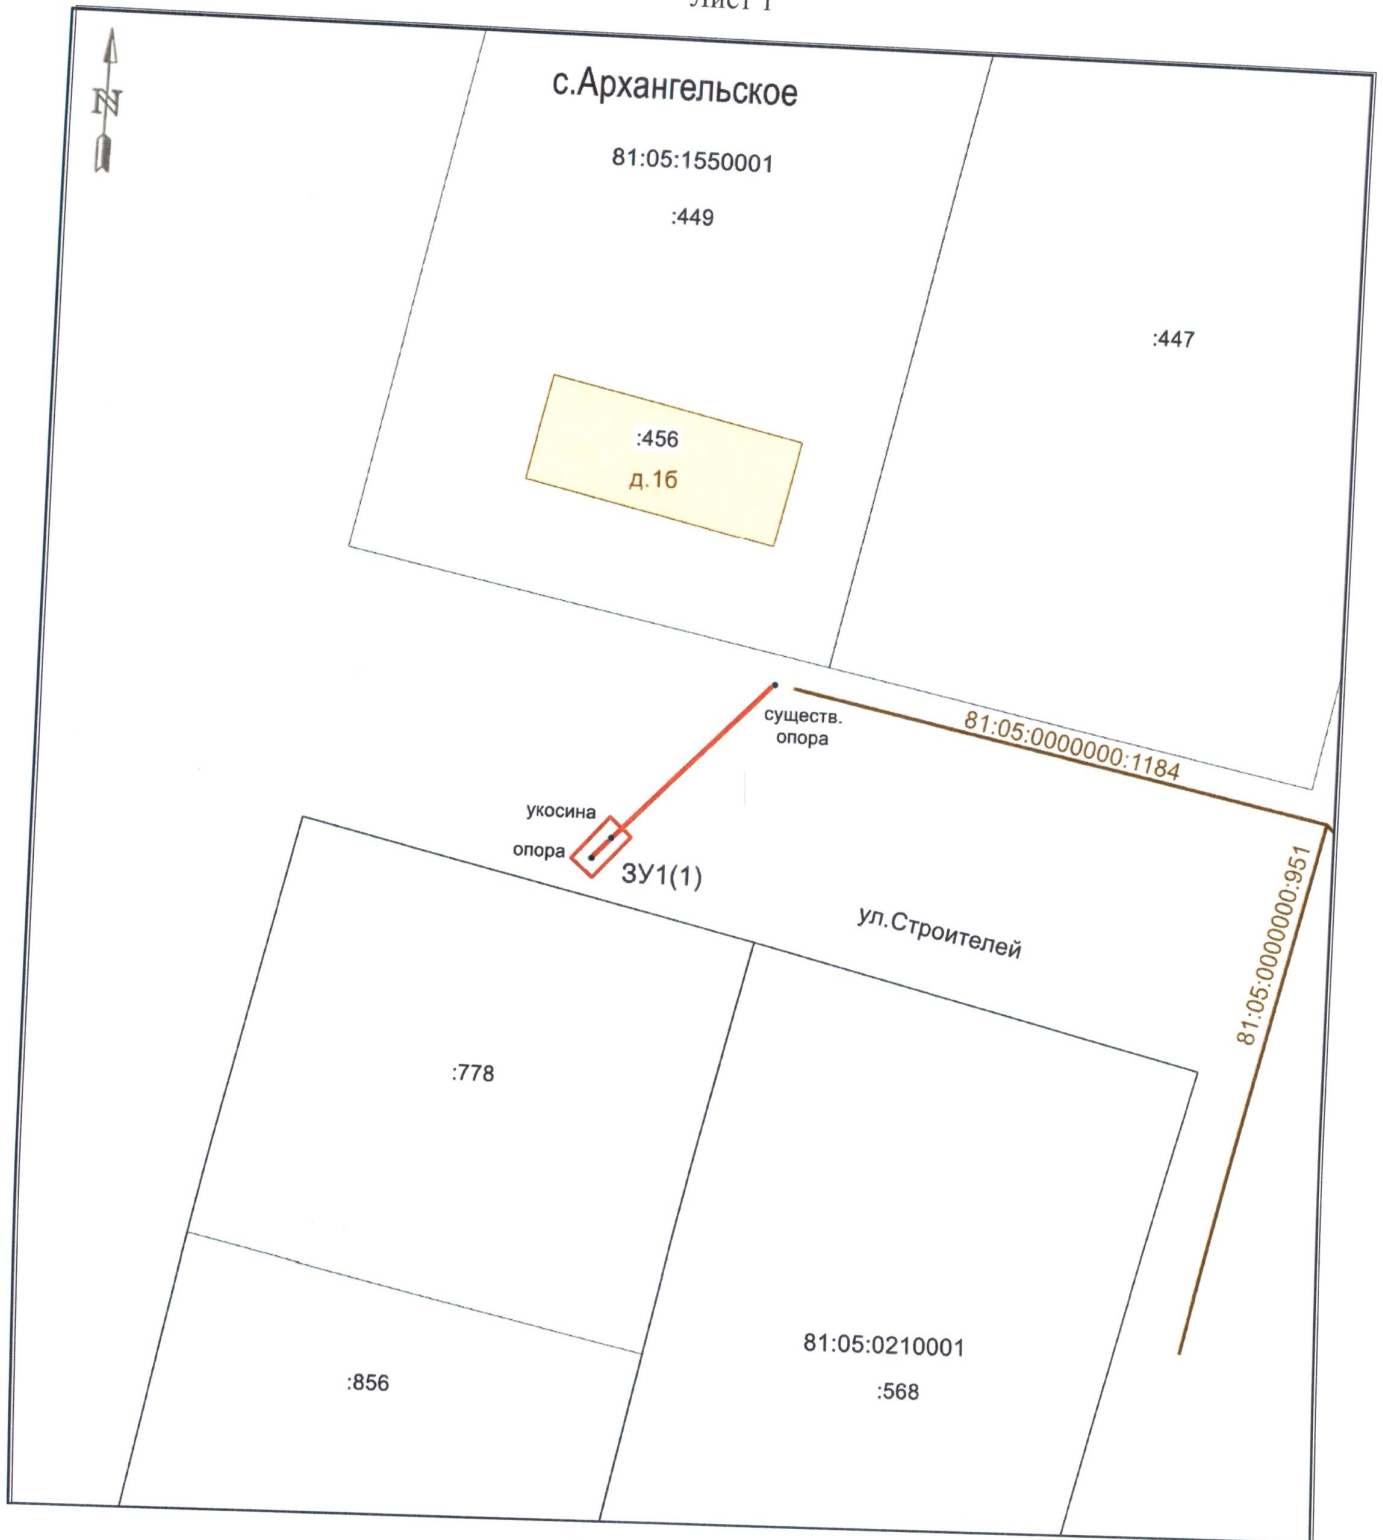 Лист 1
N
с.Архангельское
81:05:1550001
:449
:447
:456
д.1б
существ.
опора
81:05:0000000:1184
укосина
опора
ЗУ1(1)
ул.Строителей
81:05:0000000:951
:778
81:05:0210001
:568
:856